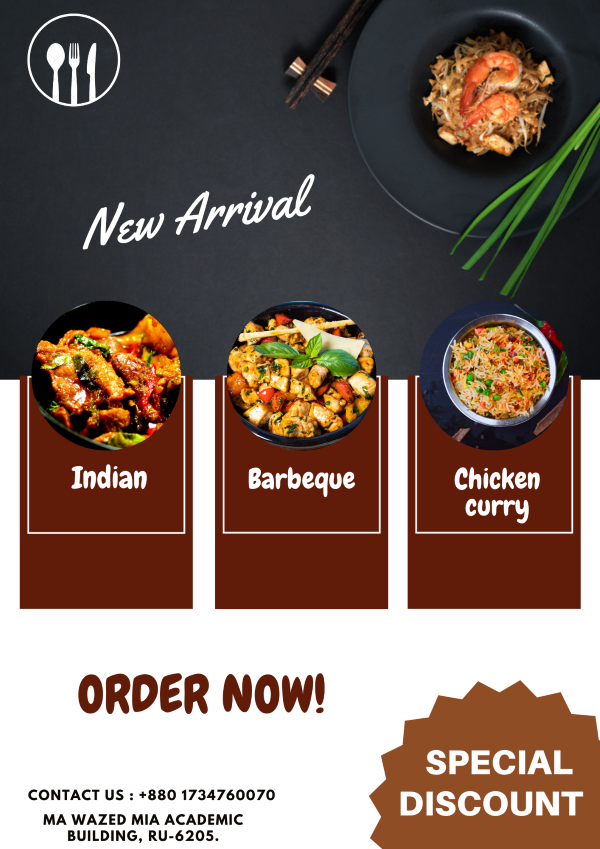 New Arrival
Indian
Barbeque
Chicken
curry
ORDER NOW!
SPECIAL
DISCOUNT
CONTACT US : +880 1734760070
MA WAZED MIA ACADEMIC
BUILDING, RU-6205.